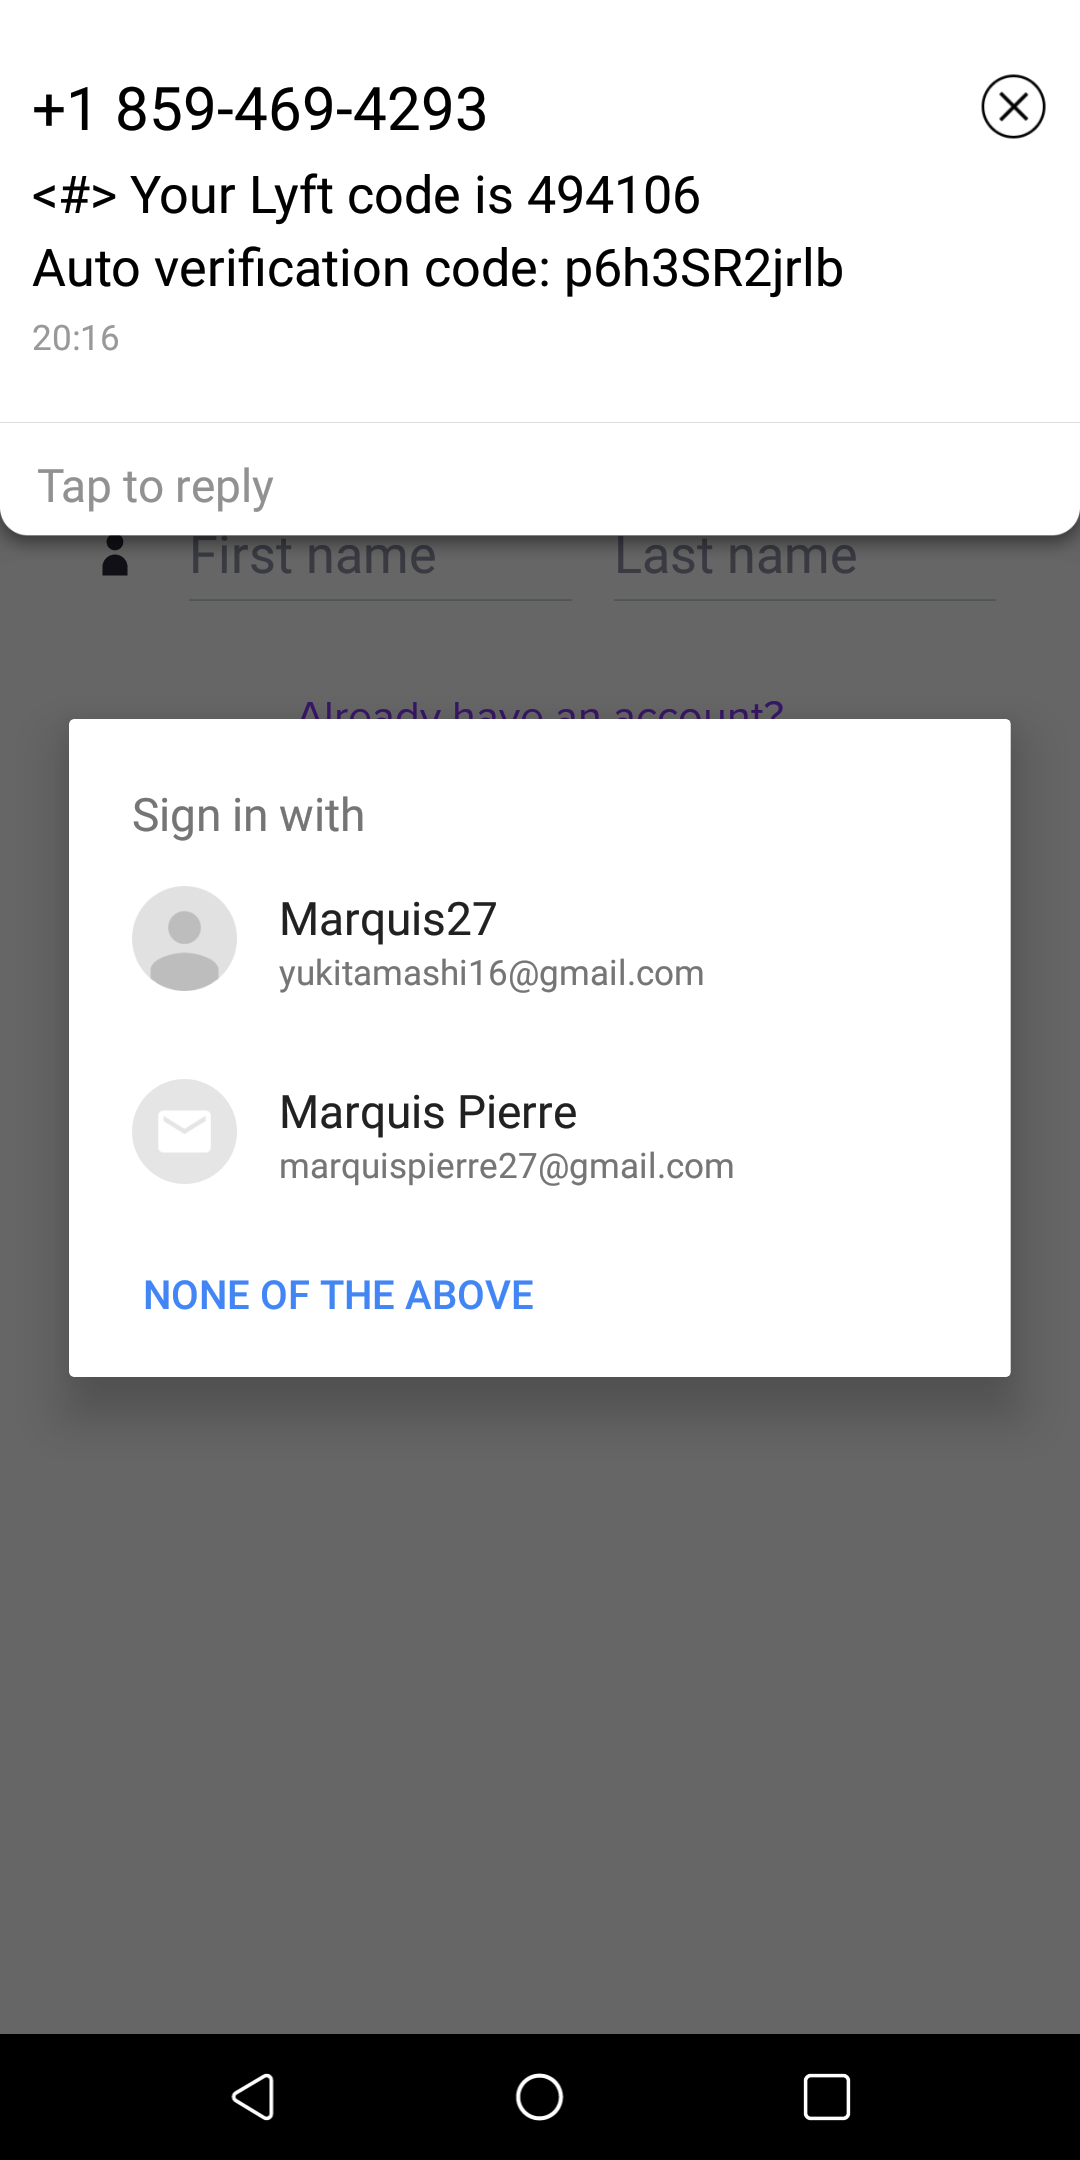 +1 859-469-4293
<#> Your Lyft code is 494106
Auto verification code: p6h3SR2jrlb
20:16
Tap to reply
First name
Last name
Already have an account?
Sign in with
Marquis27
yukitamashi16@gmail.com
Marquis Pierre
marquispierre27@gmail.com
NONE OF THE ABOVE